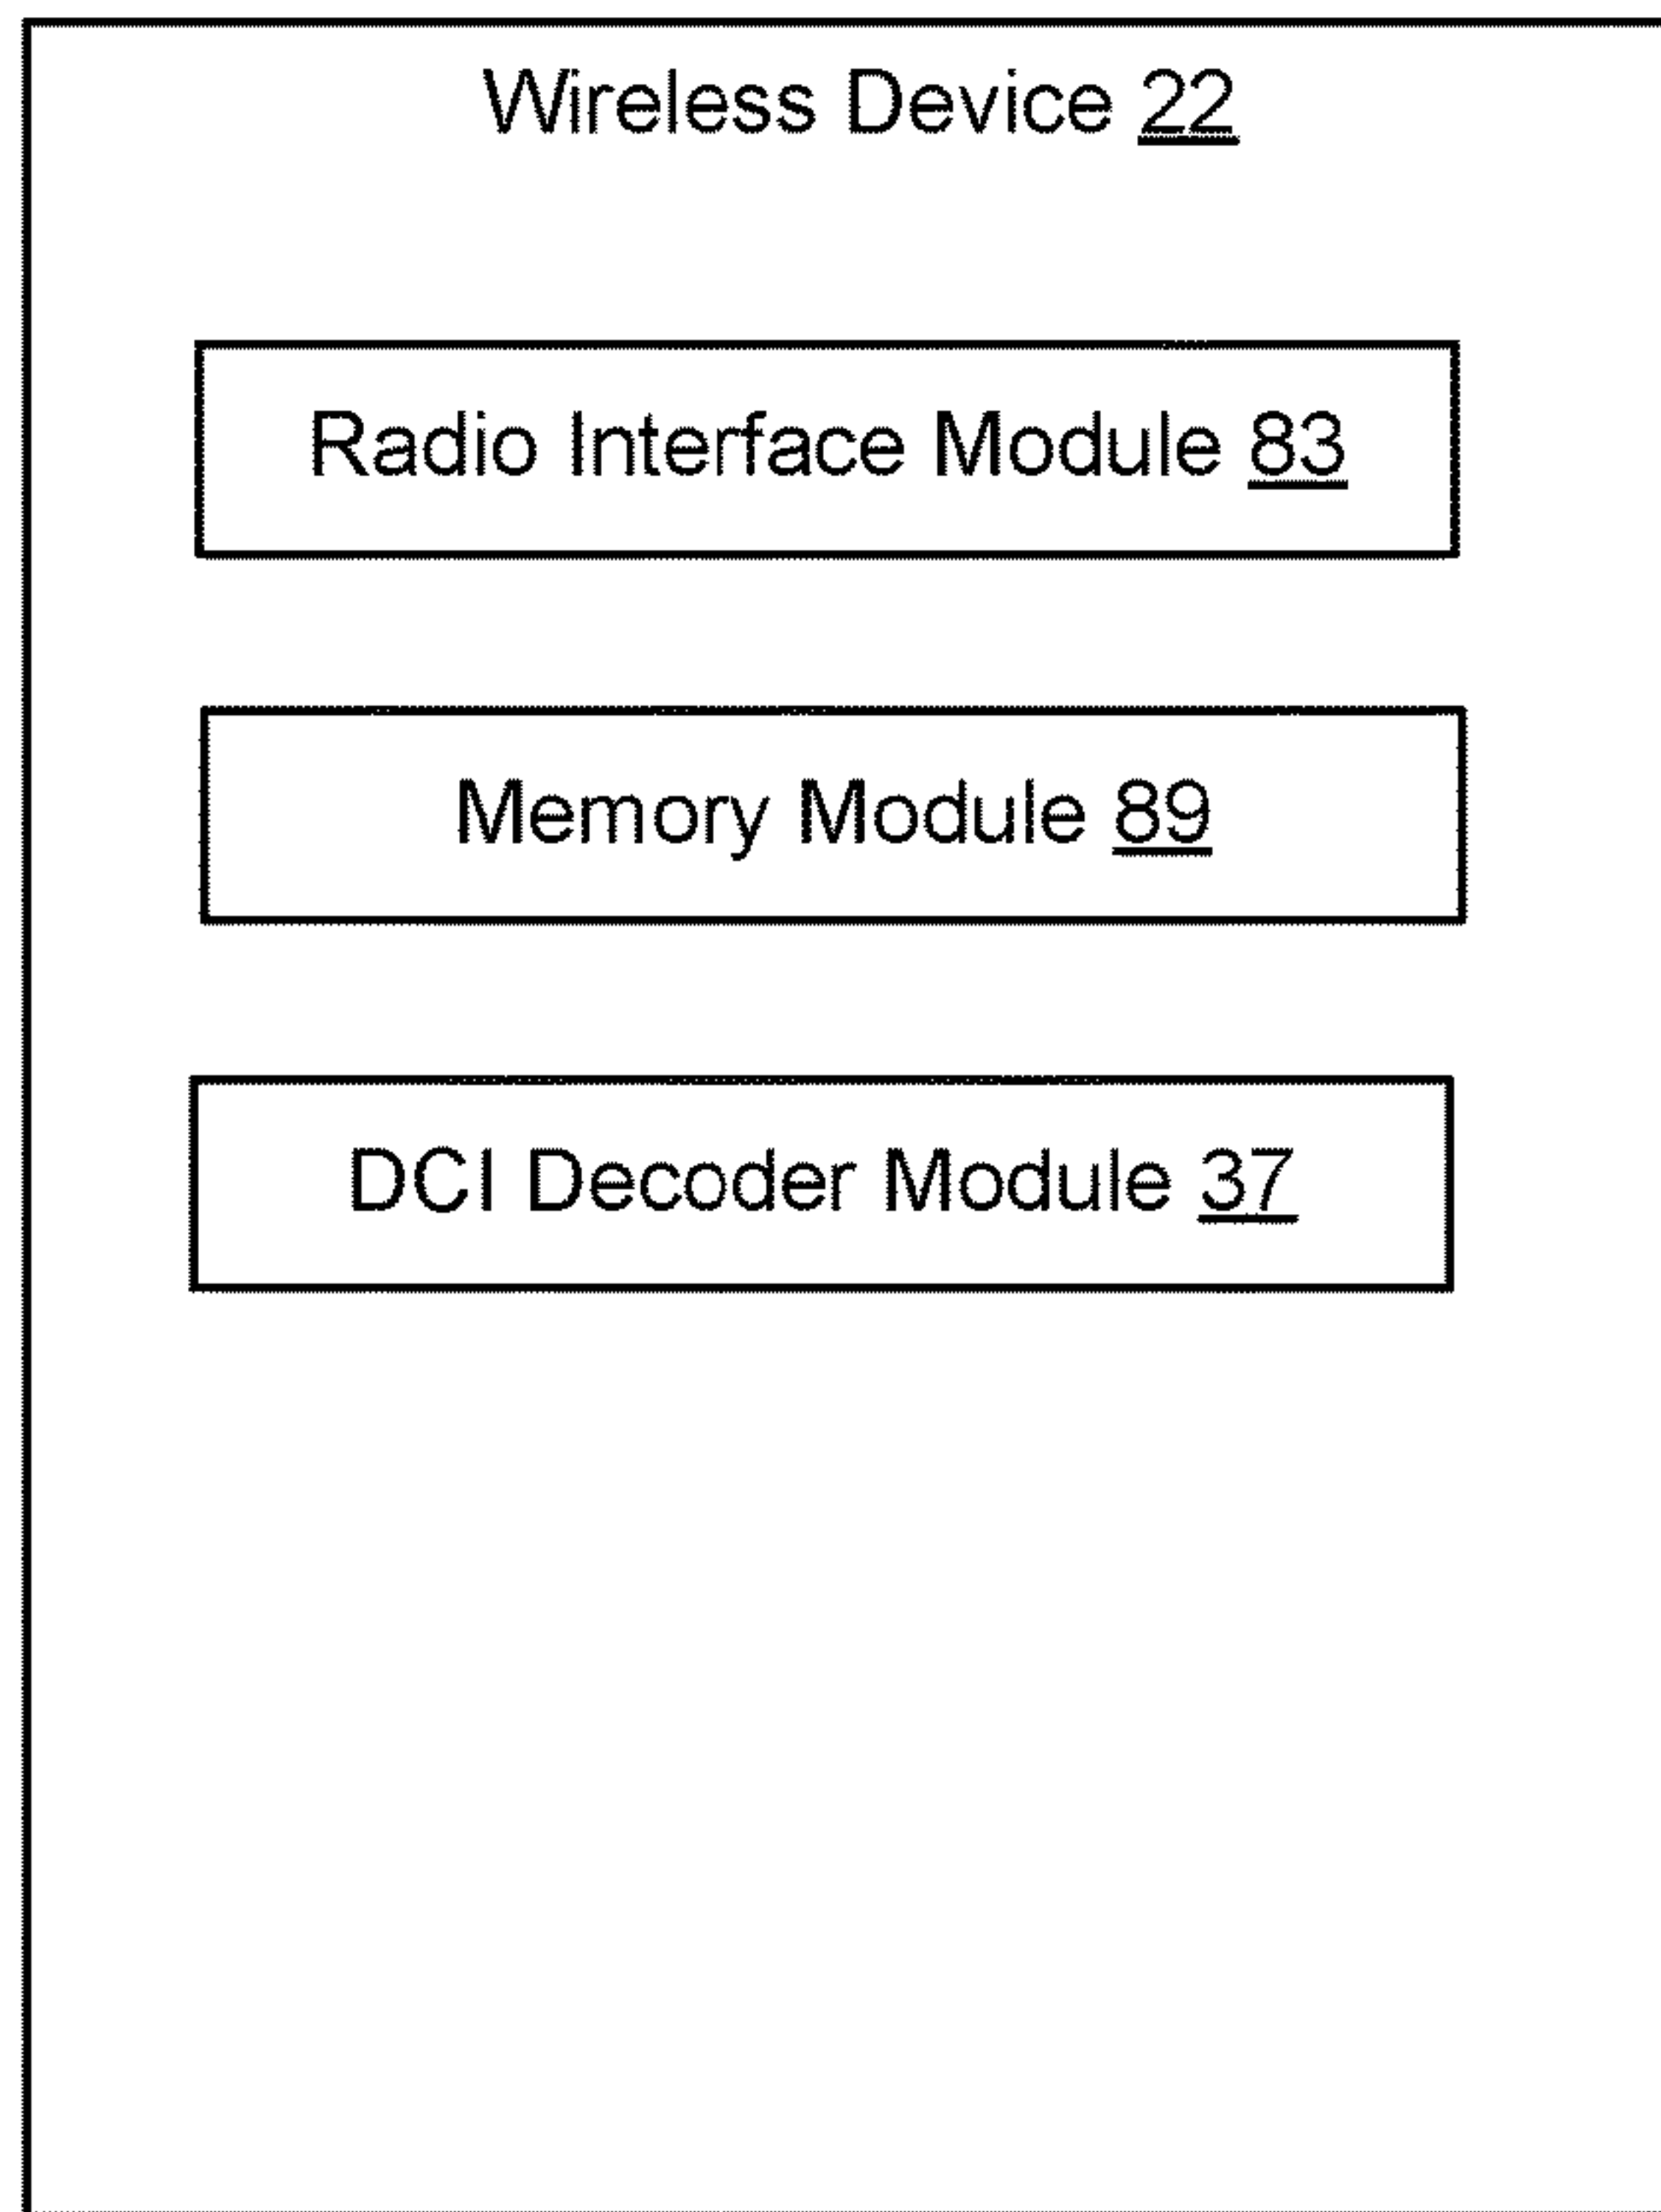 Wireless Device 22
Radio Interface Module 83
Memory Module 89
DCI Decoder Module 37